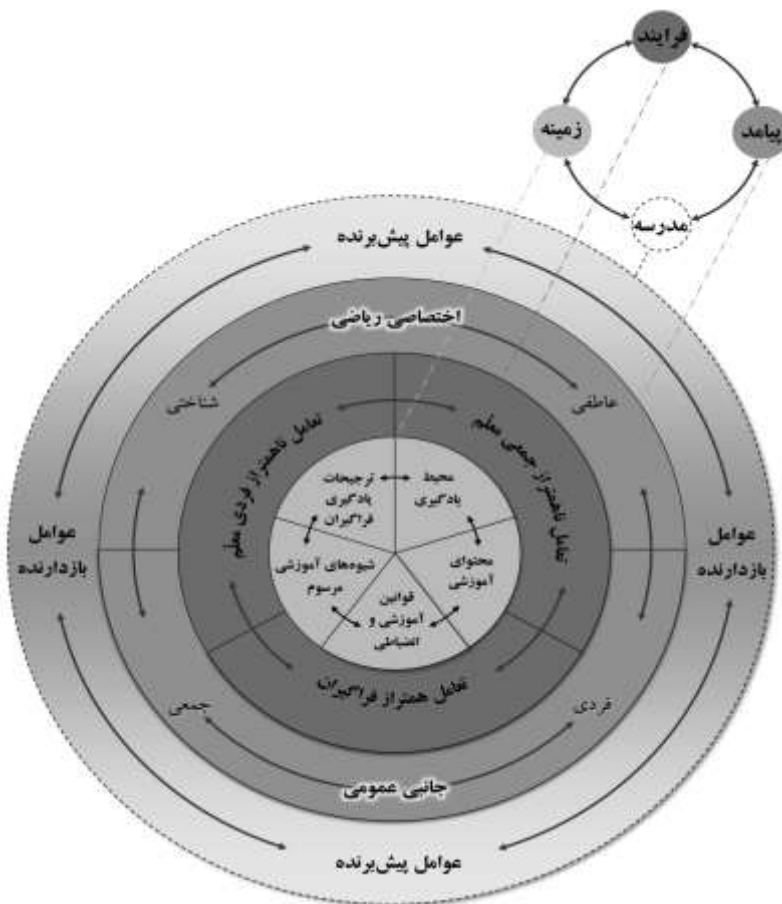 فرایند
زمینه
پیامد
مدرسه
عوامل پیش‌برنده
اختصاصی ریاضی
شناختی
عاطفی
تعامل ناهمتراز فردی معلّم
تعامل ناهمتراز جمعی معلّم
ترجیحات
یادگیری
فراگیران
محیط
یادگیری
عوامل
بازدارنده
عوامل
بازدارنده
شیوه‌های آموزشی
مرسوم
محتوای
آموزشی
قوانین
آموزشی و
انضباطی
تعامل همتراز فراگیران
جمعی
فردی
جانبی عمومی
عوامل پیش‌برنده